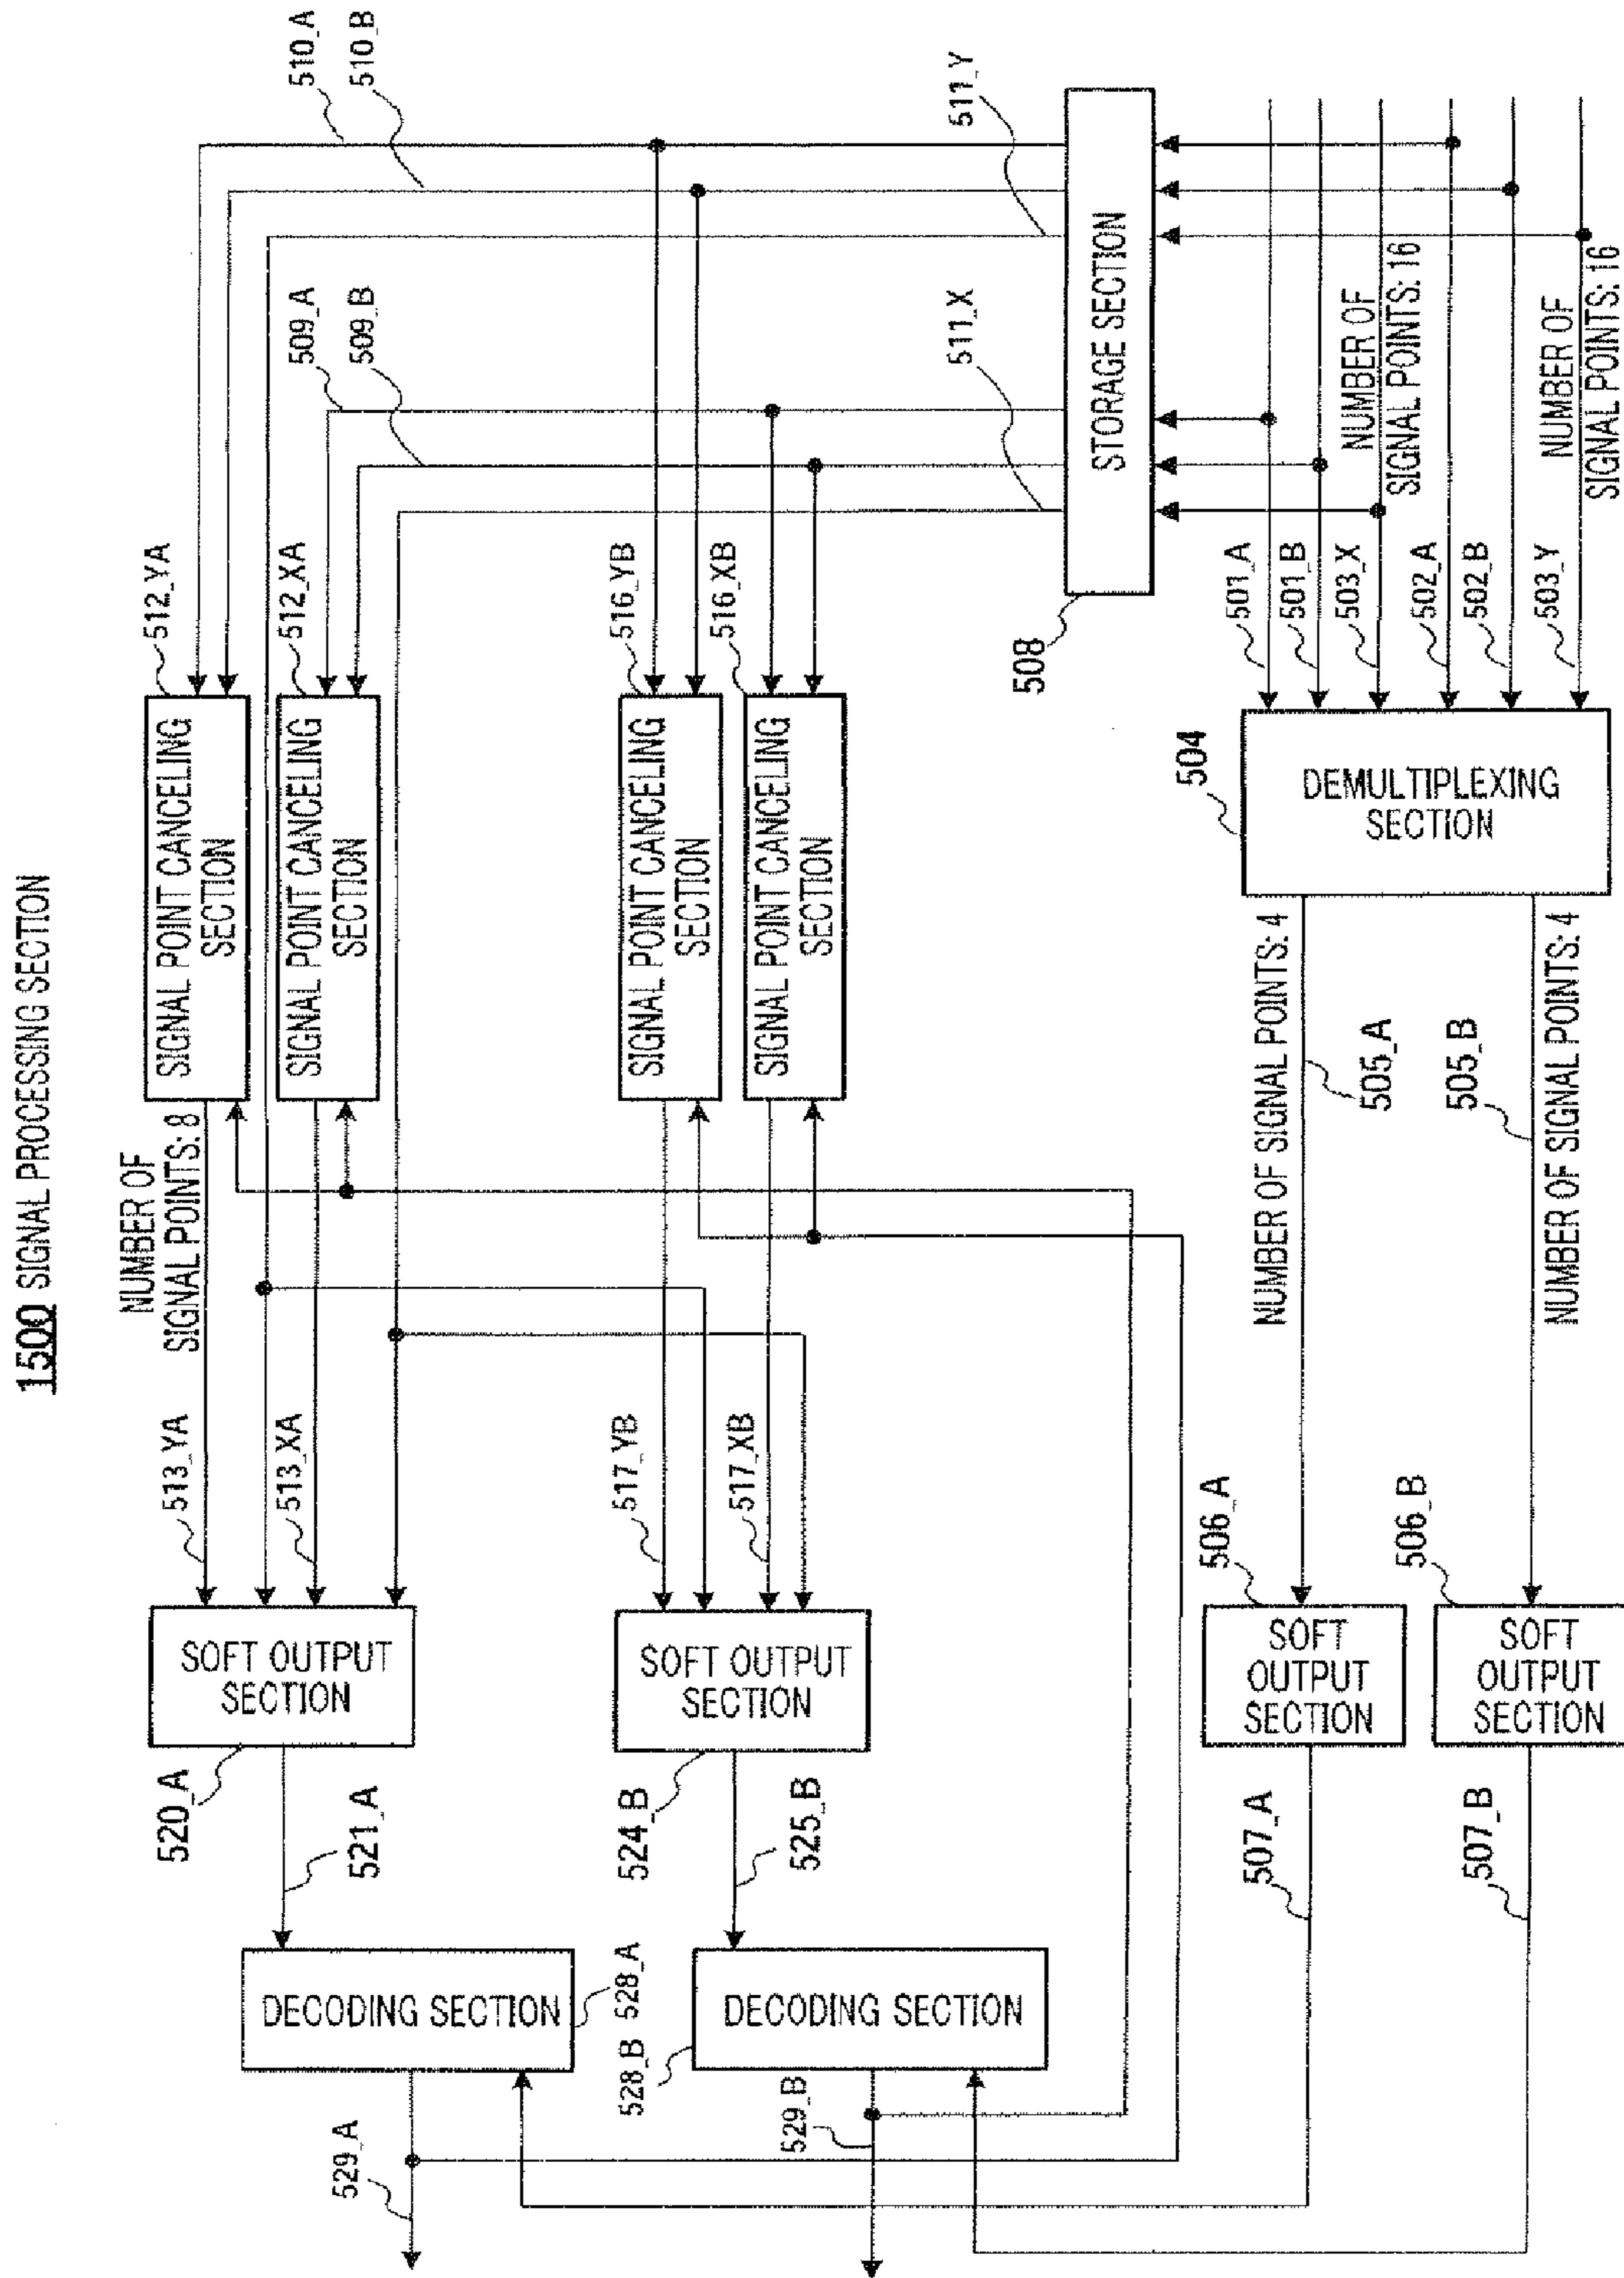 1500 SIGNAL PROCESSING SECTION
510_A
510_B
511_Y
509_A
509_B
511_X
512_YA
SIGNAL POINT CANCELING
SECTION
512_XA
SIGNAL POINT CANCELING
SECTION
516_YB
SIGNAL POINT CANCELING
SECTION
516_XB
SIGNAL POINT CANCELING
SECTION
NUMBER OF
SIGNAL POINTS: 8
513_YA
513_XA
517_YB
517_XB
SOFT OUTPUT
SECTION
520_A
521_A
SOFT OUTPUT
SECTION
524_B
525_B
DECODING SECTION
528_A
DECODING SECTION
528_B
529_A
529_B
STORAGE SECTION
508
501_A
501_B
503_X
NUMBER OF
SIGNAL POINTS: 16
502_A
502_B
503_Y
NUMBER OF
SIGNAL POINTS: 16
504
DEMULTIPLEXING
SECTION
NUMBER OF SIGNAL POINTS: 4
505_A
505_B
NUMBER OF SIGNAL POINTS: 4
506_A
SOFT
OUTPUT
SECTION
506_B
SOFT
OUTPUT
SECTION
507_A
507_B